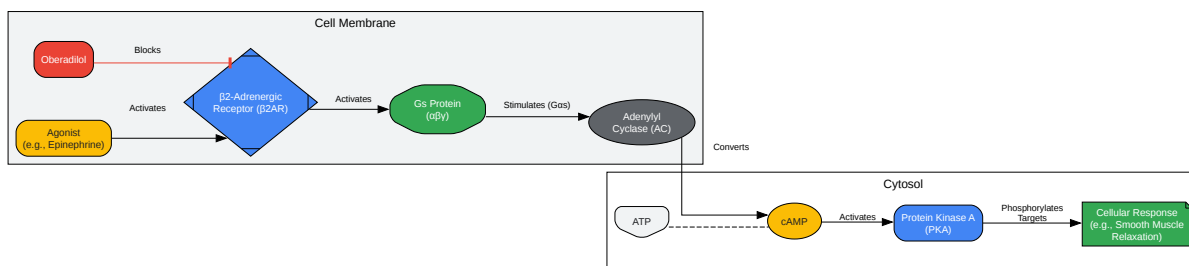 Cell Membrane
Oberadilol
Blocks
Agonist
(e.g., Epinephrine)
Activates
β2-Adrenergic
Receptor (β2AR)
Activates
Gs Protein
(αβγ)
Stimulates (Gαs)
Adenylyl
Cyclase (AC)
Converts
Cytosol
ATP
cAMP
Activates
Protein Kinase A
(PKA)
Phosphorylates
Targets
Cellular Response
(e.g., Smooth Muscle
Relaxation)